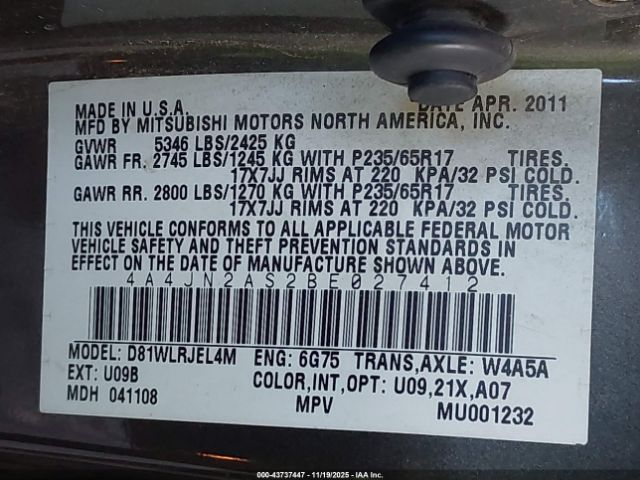 MADE IN U.S.A. DATE APR. 2011
MFD BY MITSUBISHI MOTORS NORTH AMERICA, INC.
GVWR 5346 LBS/2425 KG
GAWR FR. 2745 LBS/1245 KG WITH P235/65R17 TIRES.
17X7JJ RIMS AT 220 KPA/32 PSI COLD.
GAWR RR. 2800 LBS/1270 KG WITH P235/65R17 TIRES.
17X7JJ RIMS AT 220 KPA/32 PSI COLD.
THIS VEHICLE CONFORMS TO ALL APPLICABLE FEDERAL MOTOR
VEHICLE SAFETY AND THEFT PREVENTION STANDARDS IN
EFFECT ON THE DATE OF MANUFACTURE SHOWN ABOVE.
4A4JN2AS2BE027412
MODEL: D81WLRJEL4M ENG: 6G75 TRANS,AXLE: W4A5A
EXT: U09B COLOR,INT,OPT: U09,21X,A07
MDH 041108 MPV MU001232
000-43737447 - 11/19/2025 - IAA Inc.